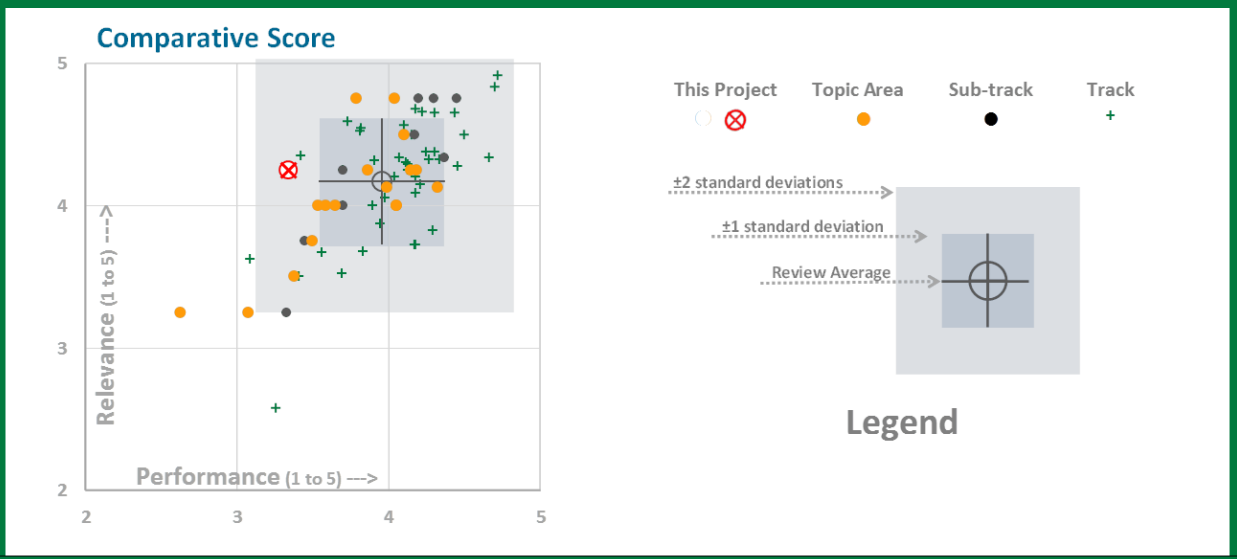 Comparative Score
5
4
3
2
Relevance (1 to 5) --->
Performance (1 to 5) --->
2
3
4
5
This Project
Topic Area
Sub-track
Track
±2 standard deviations
±1 standard deviation
Review Average
Legend